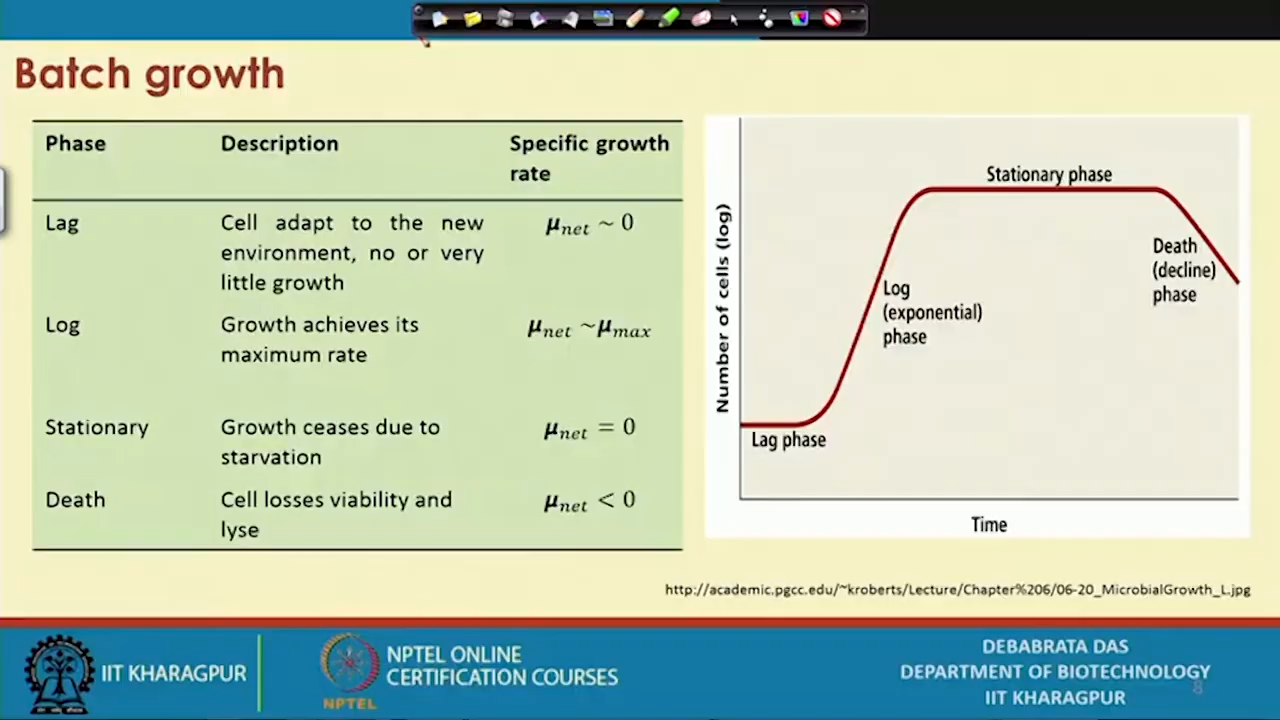 Batch growth
Phase
Description
Specific growth
rate
Lag
Cell adapt to the new
environment, no or very
little growth
μnet ~ 0
Log
Growth achieves its
maximum rate
μnet ~μmax
Stationary
Growth ceases due to
starvation
μnet = 0
Death
Cell losses viability and
lyse
μnet < 0
Number of cells (log)
Stationary phase
Death
(decline)
phase
Log
(exponential)
phase
Lag phase
Time
http://academic.pgcc.edu/~kroberts/Lecture/Chapter%206/06-20_MicrobialGrowth_L.jpg
IIT KHARAGPUR
NPTEL
NPTEL ONLINE
CERTIFICATION COURSES
DEBABRATA DAS
DEPARTMENT OF BIOTECHNOLOGY
IIT KHARAGPUR
8